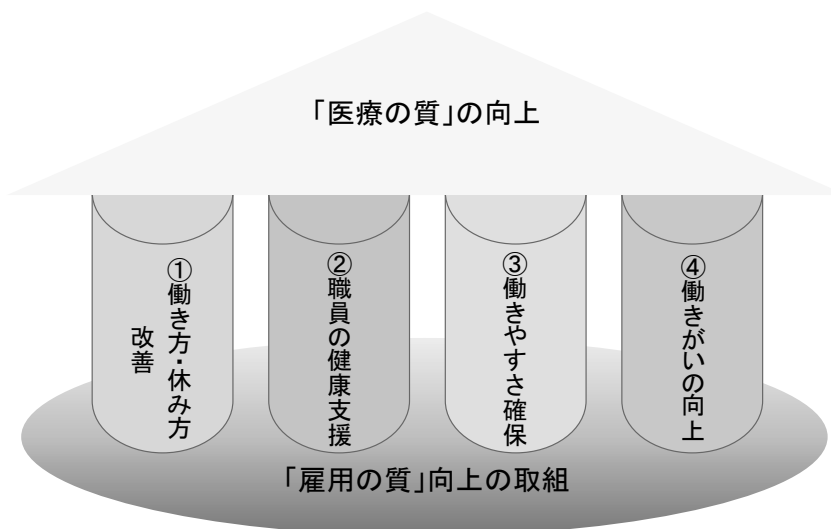 「医療の質」の向上
①働き方・休み方
改善
②職員の健康支援
③働きやすさ確保
④働きがいの向上
「雇用の質」向上の取組